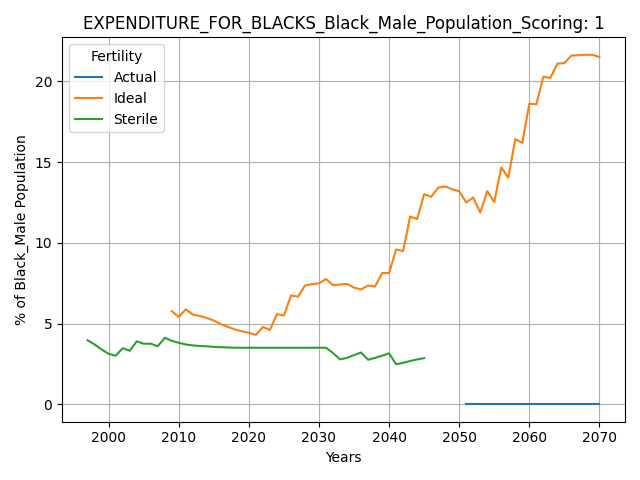 EXPENDITURE_FOR_BLACKS_Black_Male_Population_Scoring: 1
Fertility
Actual
Ideal
Sterile
% of Black_Male Population
20
15
10
5
0
2000 2010 2020 2030 2040 2050 2060 2070
Years